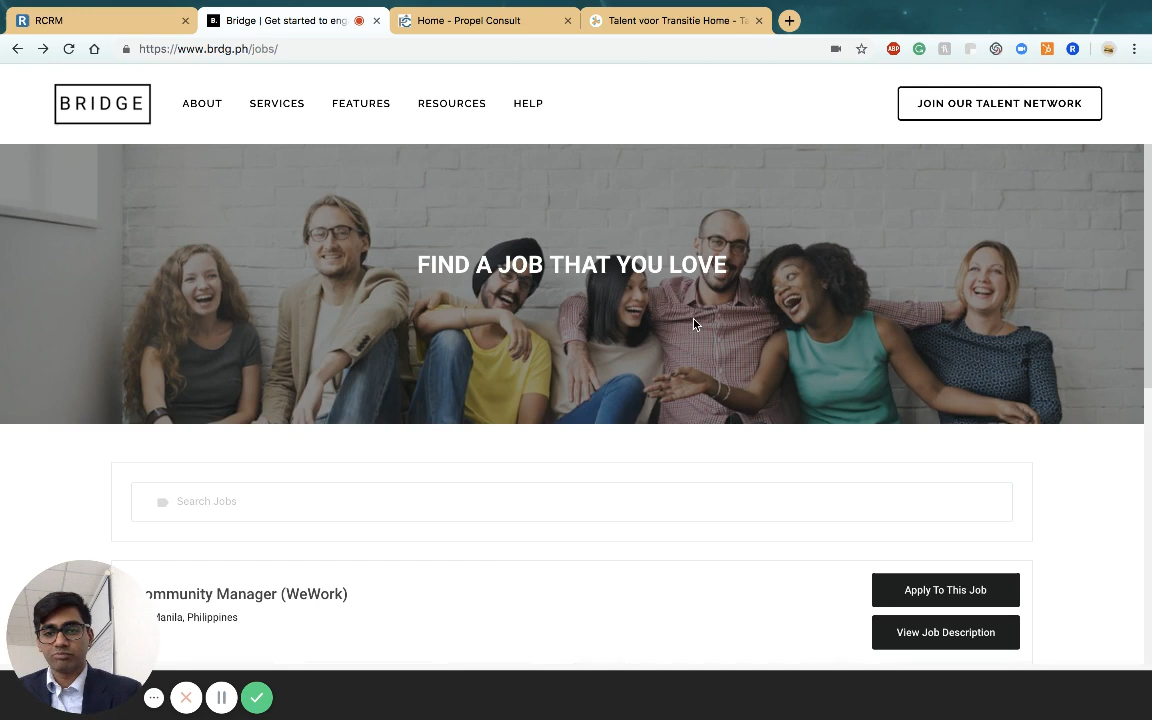 RCRM
Bridge | Get started to eng
Home - Propel Consult
Talent voor Transitie Home - Ta
https://www.brdg.ph/jobs/
ABP
BRIDGE
ABOUT
SERVICES
FEATURES
RESOURCES
HELP
JOIN OUR TALENT NETWORK
FIND A JOB THAT YOU LOVE
Search Jobs
ommunity Manager (WeWork)
Manila, Philippines
Apply To This Job
View Job Description